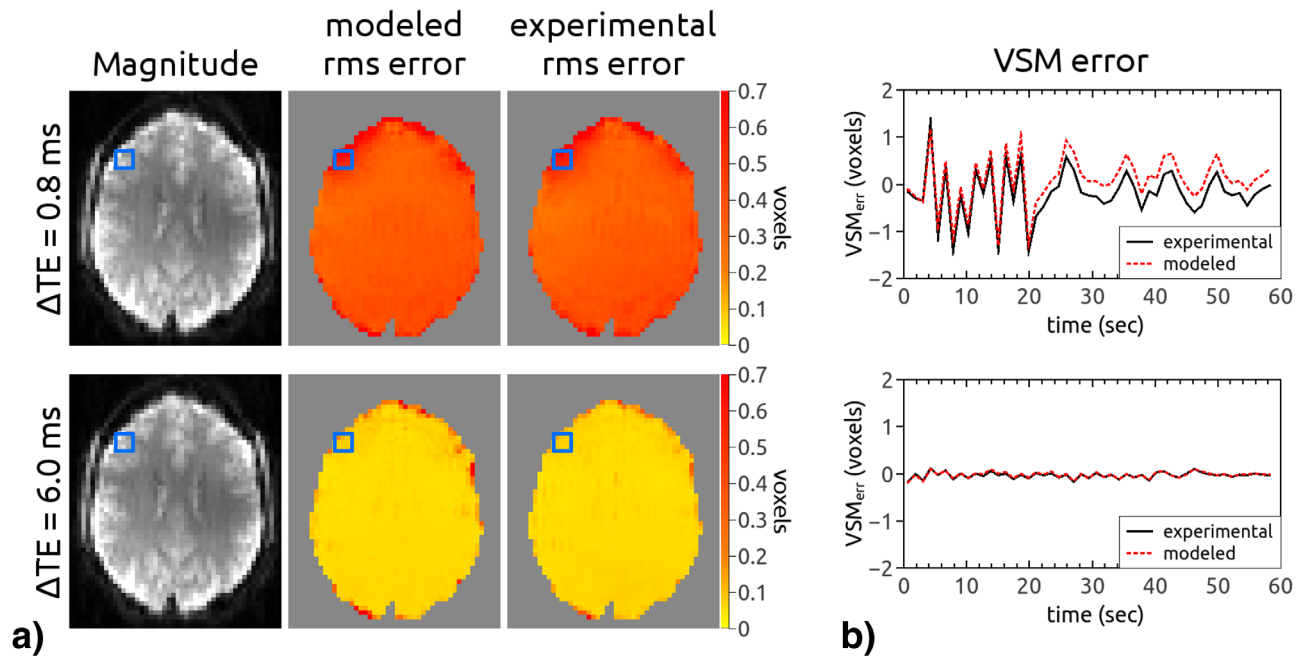 Magnitude
modeled
rms error
experimental
rms error
VSM error
ΔTE = 0.8 ms
0.7
0.6
0.5
0.4
0.3
0.2
0.1
0
voxels
VSMerr (voxels)
2
1
0
−1
−2
experimental
modeled
0 10 20 30 40 50 60
time (sec)
ΔTE = 6.0 ms
0.7
0.6
0.5
0.4
0.3
0.2
0.1
0
voxels
VSMerr (voxels)
2
1
0
−1
−2
experimental
modeled
0 10 20 30 40 50 60
time (sec)
a)
b)